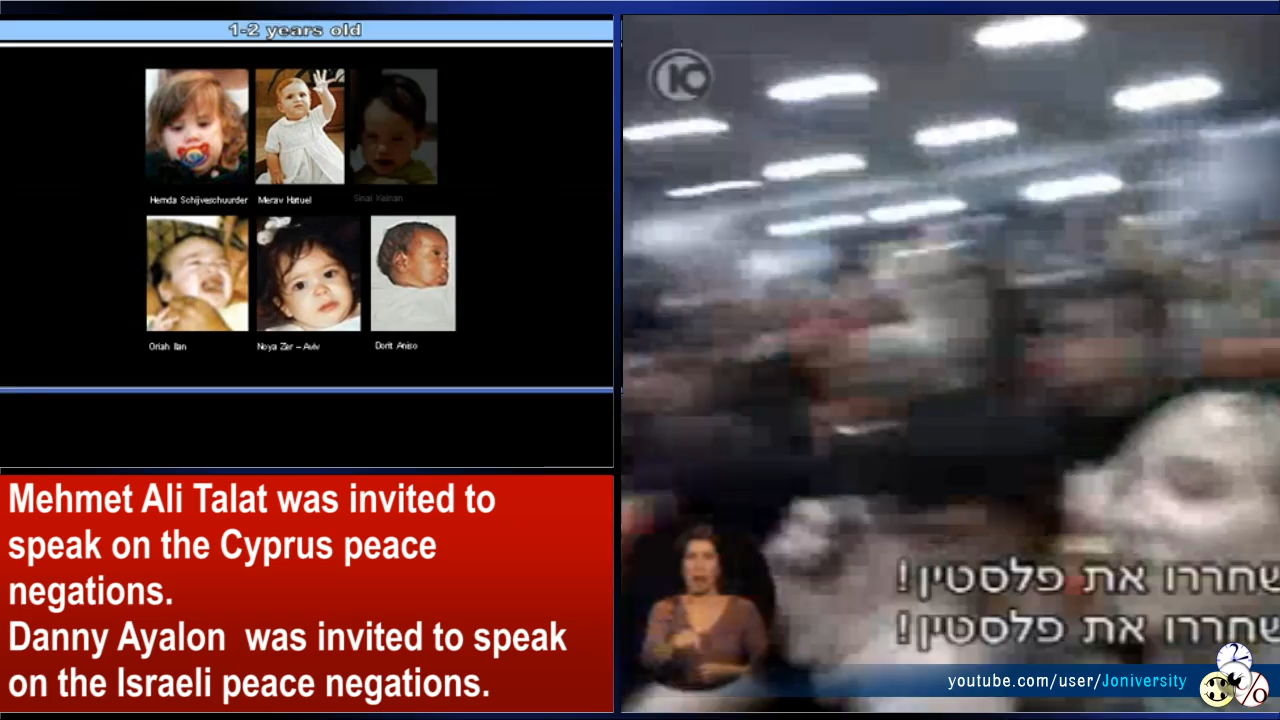 1-2 years old
Hemda Schijveschuurder Merav Hatuel Sinai Keinan
Oriah Ilan Noya Zer – Aviv Dorit Aniso
Mehmet Ali Talat was invited to
speak on the Cyprus peace
negations.
Danny Ayalon was invited to speak
on the Israeli peace negations.
10
שחררו את פלסטין!
שחררו את פלסטין!
youtube.com/user/Joniversity